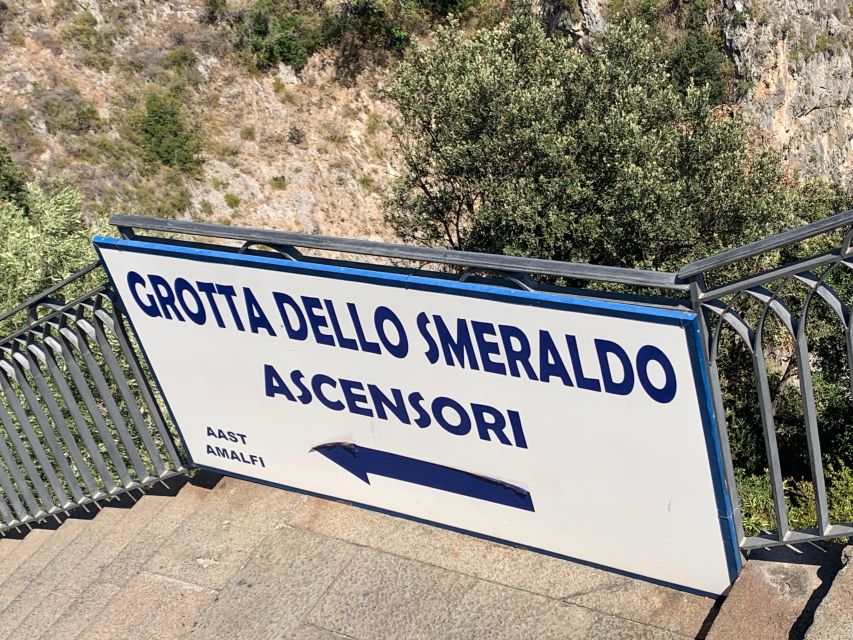 GROTTA DELLO SMERALDO
ASCENSORI
AAST
AMALFI